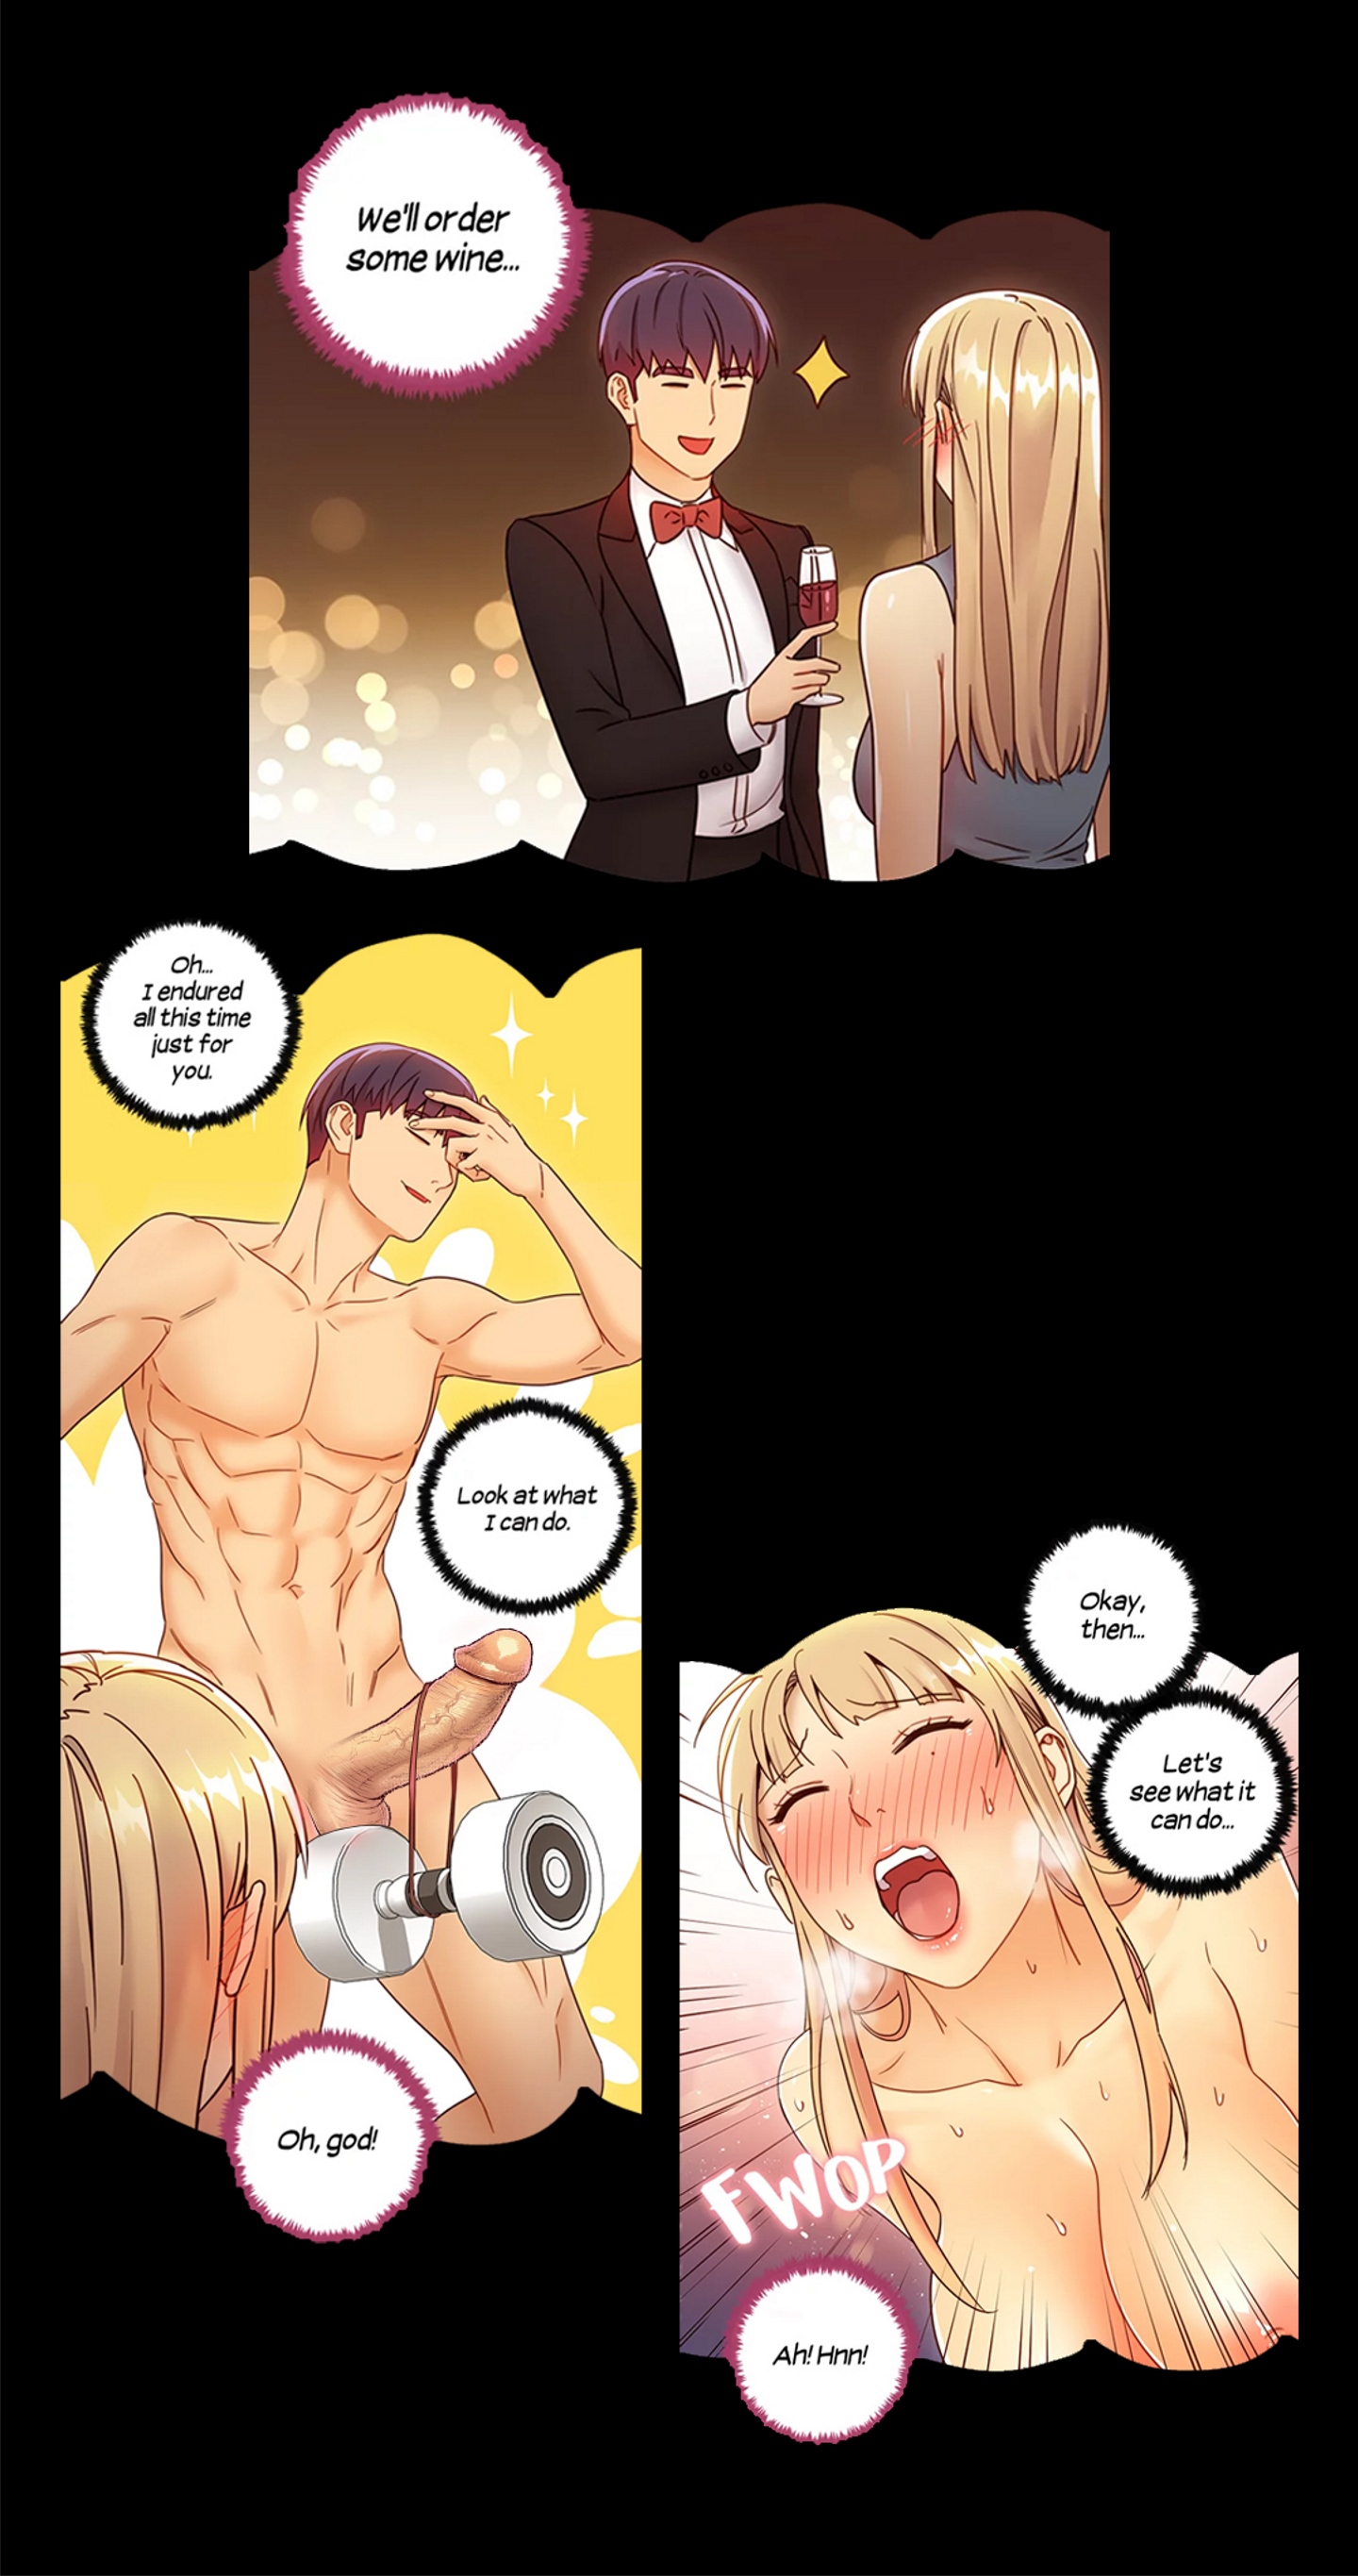 We'll order
some wine...
Oh...
I endured
all this time
just for
you.
Look at what
I can do.
Oh, god!
Okay,
then...
Let's
see what it
can do...
FWOP
Ah! Hnn!